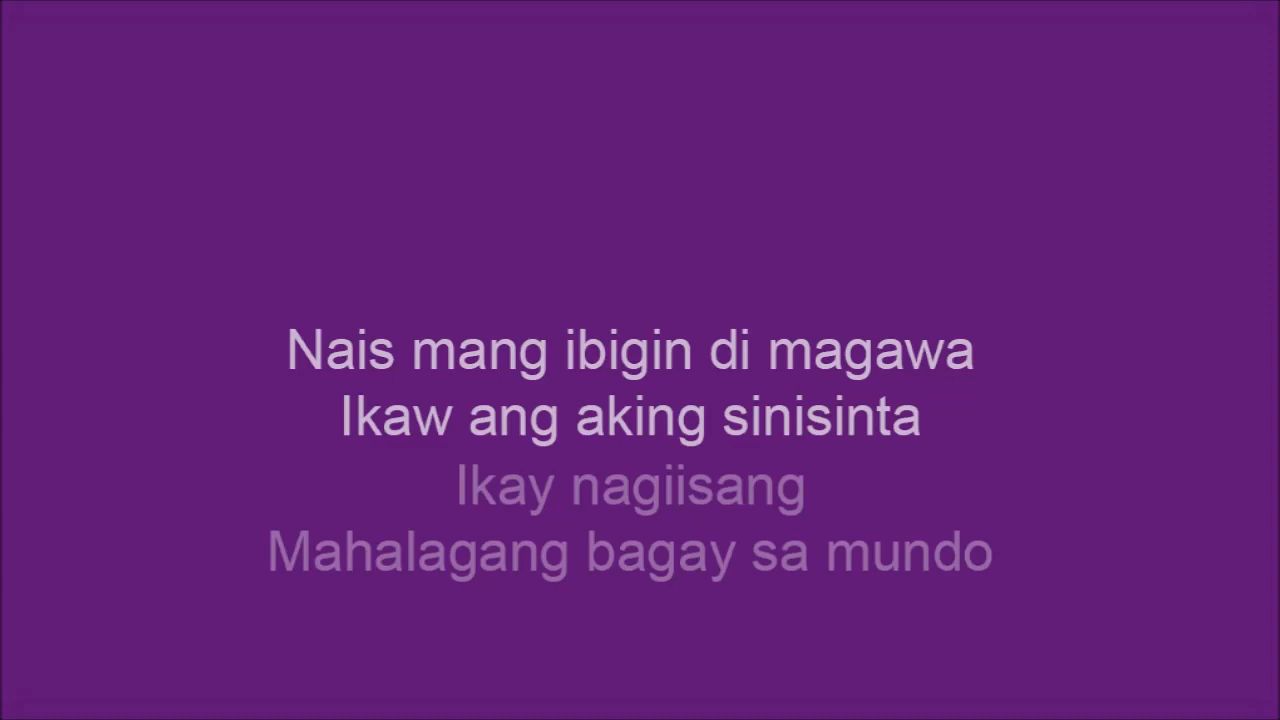 Nais mang ibigin di magawa
Ikaw ang aking sinisinta
Ikay nagiisang
Mahalagang bagay sa mundo